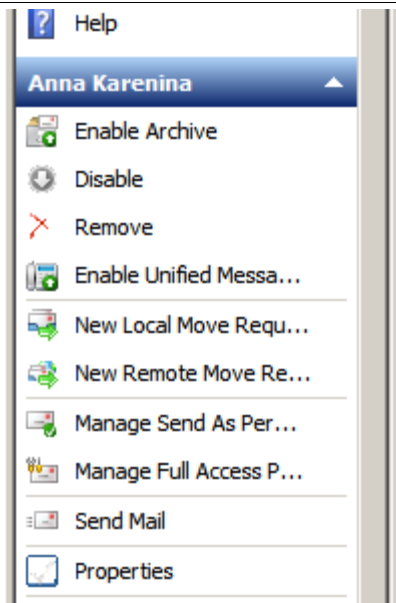 Help
Anna Karenina
Enable Archive
Disable
Remove
Enable Unified Messa...
New Local Move Requ...
New Remote Move Re...
Manage Send As Per...
Manage Full Access P...
Send Mail
Properties